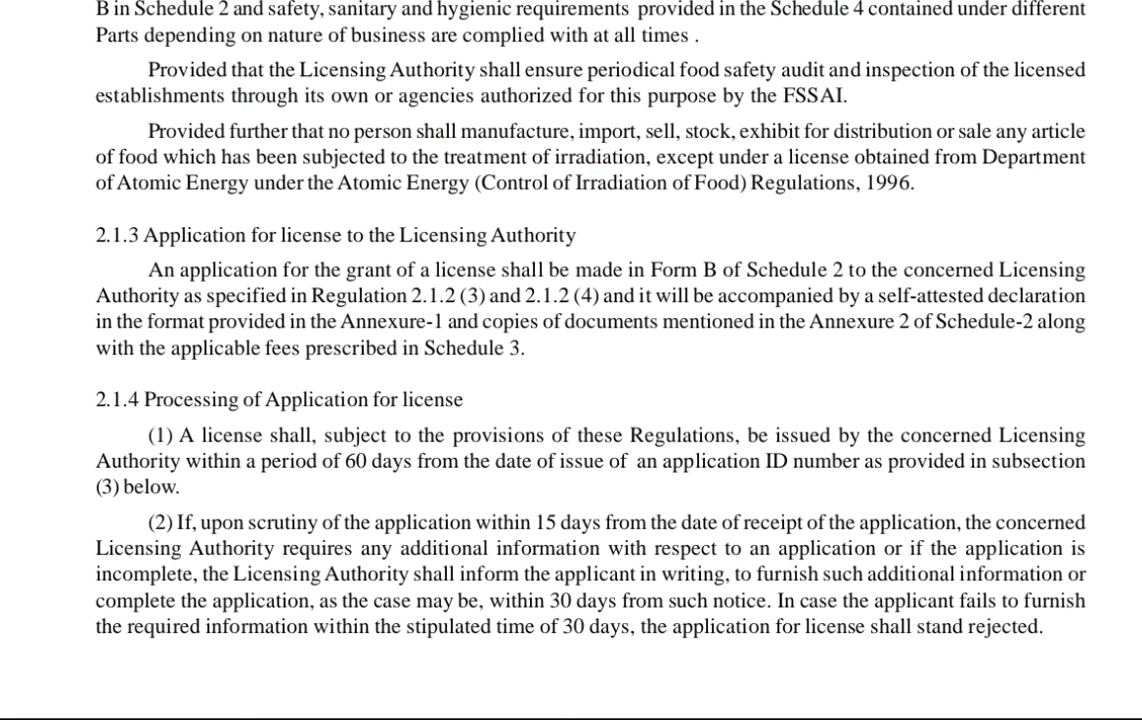 B in Schedule 2 and safety, sanitary and hygienic requirements provided in the Schedule 4 contained under different
Parts depending on nature of business are complied with at all times .
Provided that the Licensing Authority shall ensure periodical food safety audit and inspection of the licensed
establishments through its own or agencies authorized for this purpose by the FSSAI.
Provided further that no person shall manufacture, import, sell, stock, exhibit for distribution or sale any article
of food which has been subjected to the treatment of irradiation, except under a license obtained from Department
of Atomic Energy under the Atomic Energy (Control of Irradiation of Food) Regulations, 1996.
2.1.3 Application for license to the Licensing Authority
An application for the grant of a license shall be made in Form B of Schedule 2 to the concerned Licensing
Authority as specified in Regulation 2.1.2 (3) and 2.1.2 (4) and it will be accompanied by a self-attested declaration
in the format provided in the Annexure-1 and copies of documents mentioned in the Annexure 2 of Schedule-2 along
with the applicable fees prescribed in Schedule 3.
2.1.4 Processing of Application for license
(1) A license shall, subject to the provisions of these Regulations, be issued by the concerned Licensing
Authority within a period of 60 days from the date of issue of an application ID number as provided in subsection
(3) below.
(2) If, upon scrutiny of the application within 15 days from the date of receipt of the application, the concerned
Licensing Authority requires any additional information with respect to an application or if the application is
incomplete, the Licensing Authority shall inform the applicant in writing, to furnish such additional information or
complete the application, as the case may be, within 30 days from such notice. In case the applicant fails to furnish
the required information within the stipulated time of 30 days, the application for license shall stand rejected.